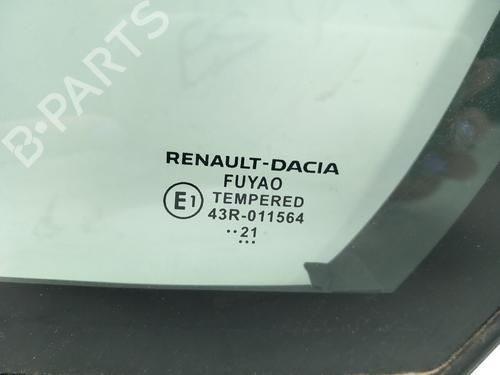 B-PARTS
RENAULT-DACIA
FUYAO
E1 TEMPERED
43R-011564
··21
···